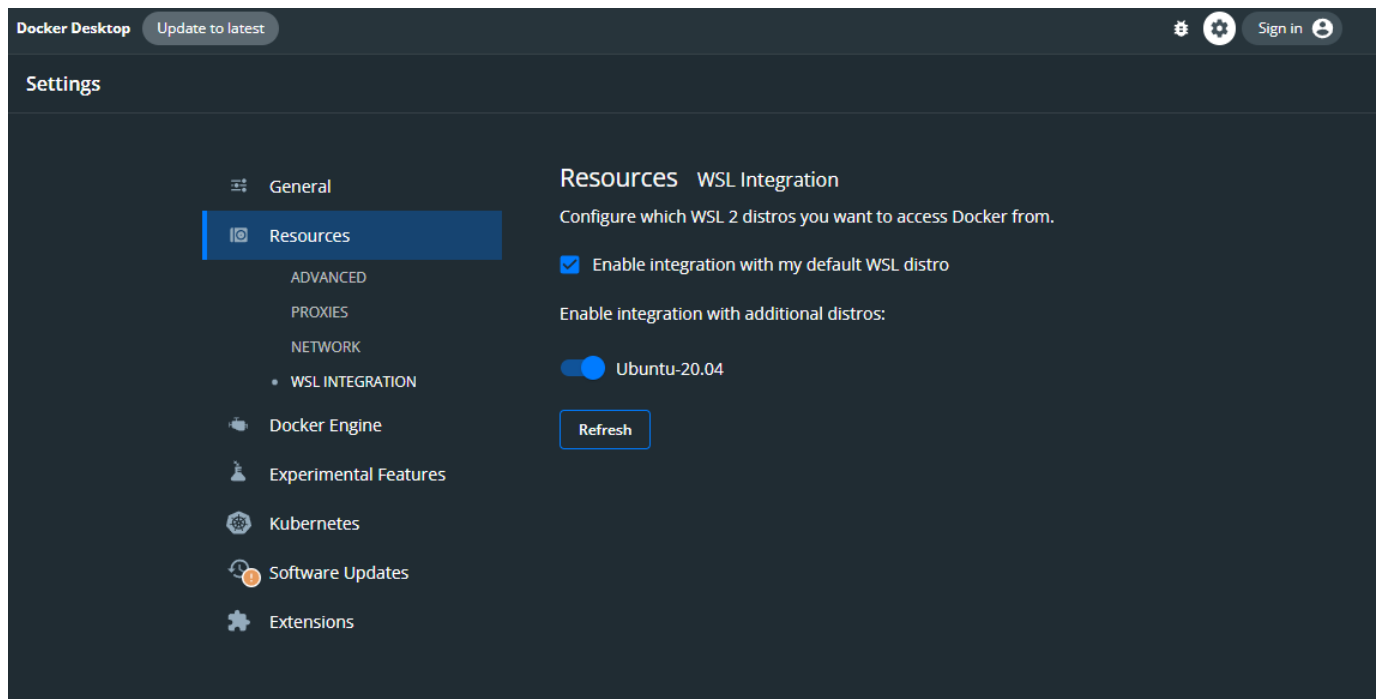 Docker Desktop Update to latest Sign in
Settings
General
Resources
ADVANCED
PROXIES
NETWORK
WSL INTEGRATION
Docker Engine
Experimental Features
Kubernetes
Software Updates
Extensions
Resources WSL Integration
Configure which WSL 2 distros you want to access Docker from.
Enable integration with my default WSL distro
Enable integration with additional distros:
Ubuntu-20.04
Refresh